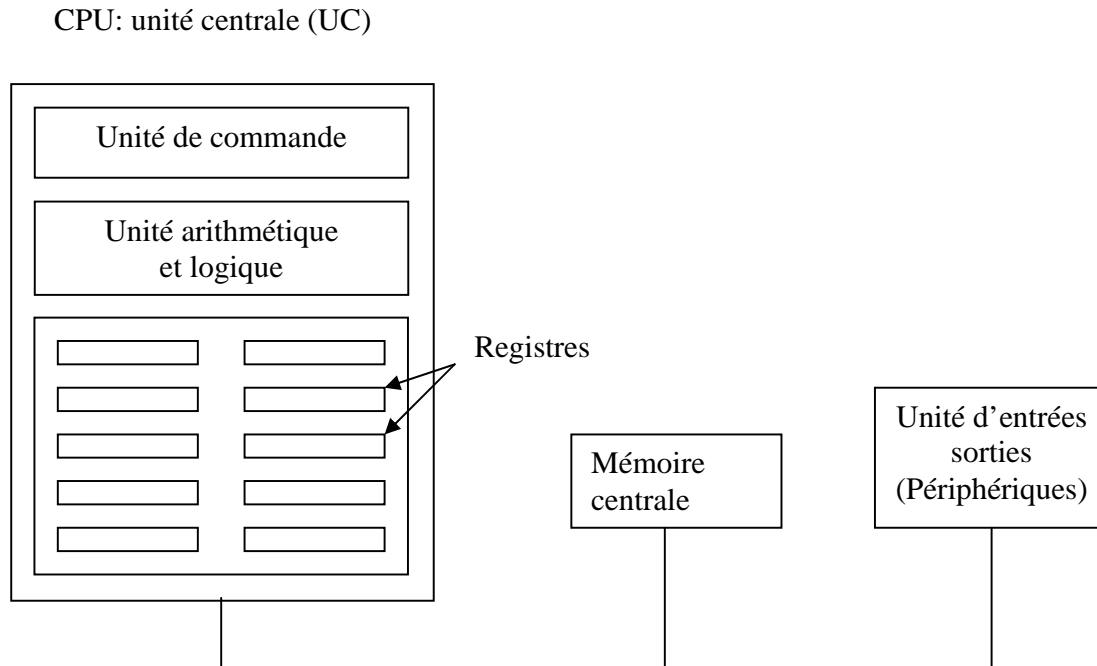 CPU: unité centrale (UC)
Unité de commande
Unité arithmétique
et logique
Registres
Mémoire
centrale
Unité d’entrées
sorties
(Périphériques)